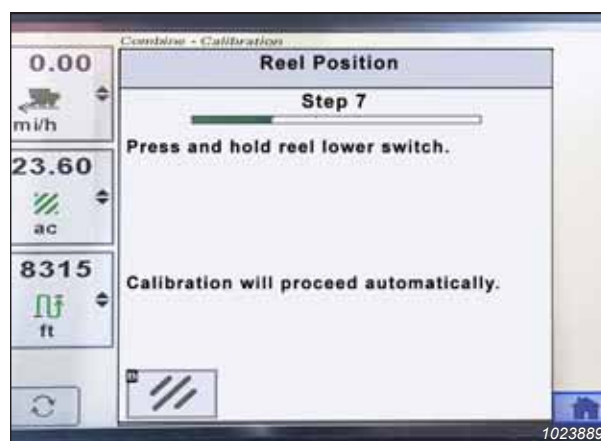 Combine - Calibration
0.00
mi/h
23.60
ac
8315
ft
Reel Position
Step 7
Press and hold reel lower switch.
Calibration will proceed automatically.
1023889